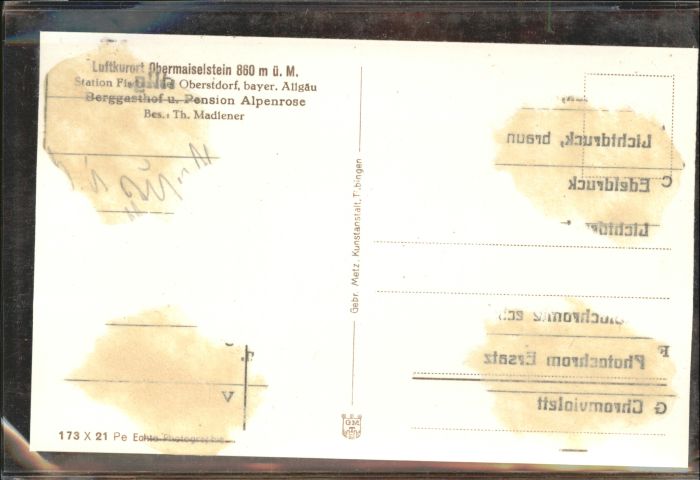 Luftkurort Obermaiselstein 860 m ü. M.
Station Oberstdorf, bayer. Allgäu
Berggasthof u. Pension Alpenrose
Bes.: Th. Madlener
Gebr. Metz, Kunstanstalt, Tübingen
Lichtdruck, braun
C Edeldruck
F Photochrom Ersatz
G Chromviolett
V
173 X 21 Pe Echte Photographie